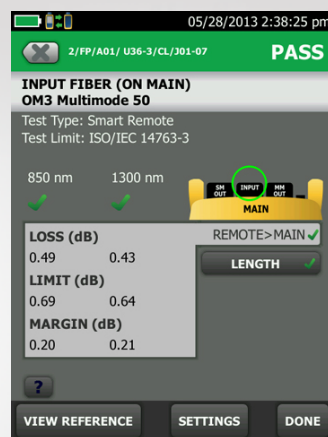 05/28/2013 2:38:25 pm
2/FP/A01/ U36-3/CL/J01-07
PASS
INPUT FIBER (ON MAIN)
OM3 Multimode 50
Test Type: Smart Remote
Test Limit: ISO/IEC 14763-3
850 nm 1300 nm
SM OUT INPUT MM OUT
MAIN
LOSS (dB) REMOTE>MAIN
0.49 0.43
LENGTH
LIMIT (dB)
0.69 0.64
MARGIN (dB)
0.20 0.21
?
VIEW REFERENCE SETTINGS DONE